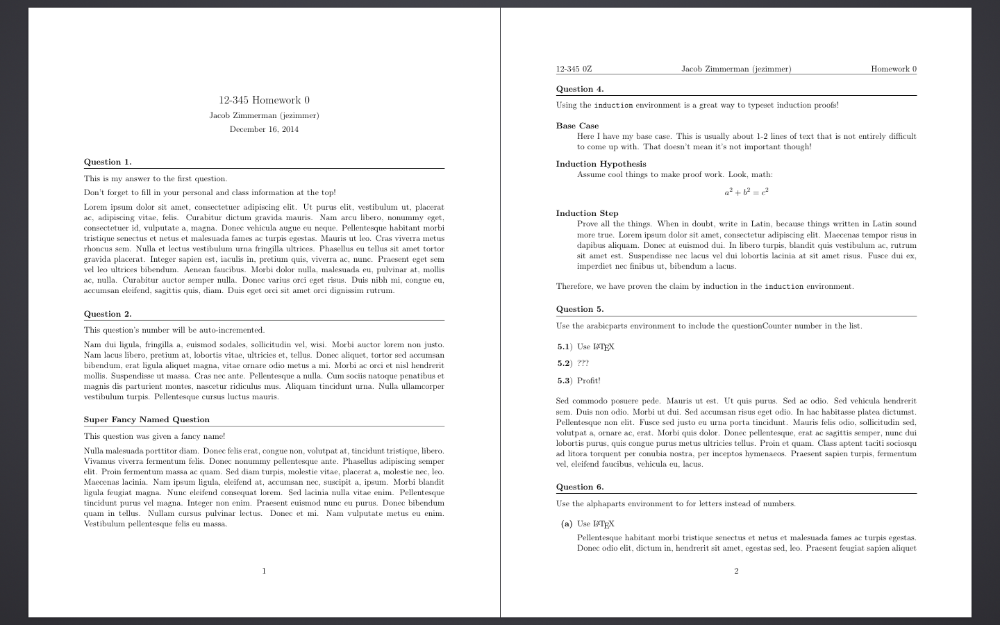 12-345 Homework 0
Jacob Zimmerman (jezimmer)
December 16, 2014
Question 1.
This is my answer to the first question.
Don't forget to fill in your personal and class information at the top!
Lorem ipsum dolor sit amet, consectetuer adipiscing elit. Ut purus elit, vestibulum ut, placerat
ac, adipiscing vitae, felis. Curabitur dictum gravida mauris. Nam arcu libero, nonummy eget,
consectetuer id, vulputate a, magna. Donec vehicula augue eu neque. Pellentesque habitant morbi
tristique senectus et netus et malesuada fames ac turpis egestas. Mauris ut leo. Cras viverra metus
rhoncus sem. Nulla et lectus vestibulum urna fringilla ultrices. Phasellus eu tellus sit amet tortor
gravida placerat. Integer sapien est, iaculis in, pretium quis, viverra ac, nunc. Praesent eget sem
vel leo ultrices bibendum. Aenean faucibus. Morbi dolor nulla, malesuada eu, pulvinar at, mollis
ac, nulla. Curabitur auctor semper nulla. Donec varius orci eget risus. Duis nibh mi, congue eu,
accumsan eleifend, sagittis quis, diam. Duis eget orci sit amet orci dignissim rutrum.
Question 2.
This question's number will be auto-incremented.
Nam dui ligula, fringilla a, euismod sodales, sollicitudin vel, wisi. Morbi auctor lorem non justo.
Nam lacus libero, pretium at, lobortis vitae, ultricies et, tellus. Donec aliquet, tortor sed accumsan
bibendum, erat ligula aliquet magna, vitae ornare odio metus a mi. Morbi ac orci et nisl hendrerit
mollis. Suspendisse ut massa. Cras nec ante. Pellentesque a nulla. Cum sociis natoque penatibus et
magnis dis parturient montes, nascetur ridiculus mus. Aliquam tincidunt urna. Nulla ullamcorper
vestibulum turpis. Pellentesque cursus luctus mauris.
Super Fancy Named Question
This question was given a fancy name!
Nulla malesuada porttitor diam. Donec felis erat, congue non, volutpat at, tincidunt tristique, libero.
Vivamus viverra fermentum felis. Donec nonummy pellentesque ante. Phasellus adipiscing semper
elit. Proin fermentum massa ac quam. Sed diam turpis, molestie vitae, placerat a, molestie nec, leo.
Maecenas lacinia. Nam ipsum ligula, eleifend at, accumsan nec, suscipit a, ipsum. Morbi blandit
ligula feugiat magna. Nunc eleifend consequat lorem. Sed lacinia nulla vitae enim. Pellentesque
tincidunt purus vel magna. Integer non enim. Praesent euismod nunc eu purus. Donec bibendum
quam in tellus. Nullam cursus pulvinar lectus. Donec et mi. Nam vulputate metus eu enim.
Vestibulum pellentesque felis eu massa.
1
12-345 0Z Jacob Zimmerman (jezimmer) Homework 0
Question 4.
Using the induction environment is a great way to typeset induction proofs!
Base Case
Here I have my base case. This is usually about 1-2 lines of text that is not entirely difficult
to come up with. That doesn't mean it's not important though!
Induction Hypothesis
Assume cool things to make proof work. Look, math:
a² + b² = c²
Induction Step
Prove all the things. When in doubt, write in Latin, because things written in Latin sound
more true. Lorem ipsum dolor sit amet, consectetur adipiscing elit. Maecenas tempor risus in
dapibus aliquam. Donec at euismod dui. In libero turpis, blandit quis vestibulum ac, rutrum
sit amet est. Suspendisse nec lacus vel dui lobortis lacinia at sit amet risus. Fusce dui ex,
imperdiet nec finibus ut, bibendum a lacus.
Therefore, we have proven the claim by induction in the induction environment.
Question 5.
Use the arabicparts environment to include the questionCounter number in the list.
5.1) Use LATEX
5.2) ???
5.3) Profit!
Sed commodo posuere pede. Mauris ut est. Ut quis purus. Sed ac odio. Sed vehicula hendrerit
sem. Duis non odio. Morbi ut dui. Sed accumsan risus eget odio. In hac habitasse platea dictumst.
Pellentesque non elit. Fusce sed justo eu urna porta tincidunt. Mauris felis odio, sollicitudin sed,
volutpat a, ornare ac, erat. Morbi quis dolor. Donec pellentesque, erat ac sagittis semper, nunc dui
lobortis purus, quis congue purus metus ultricies tellus. Proin et quam. Class aptent taciti sociosqu
ad litora torquent per conubia nostra, per inceptos hymenaeos. Praesent sapien turpis, fermentum
vel, eleifend faucibus, vehicula eu, lacus.
Question 6.
Use the alphaparts environment to for letters instead of numbers.
(a) Use LATEX
Pellentesque habitant morbi tristique senectus et netus et malesuada fames ac turpis egestas.
Donec odio elit, dictum in, hendrerit sit amet, egestas sed, leo. Praesent feugiat sapien aliquet
2